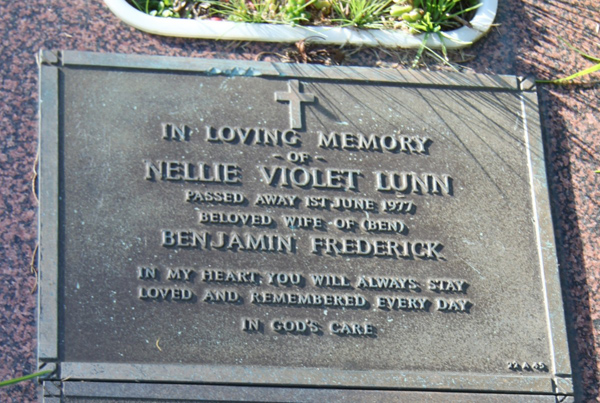 IN LOVING MEMORY
- OF -
NELLIE VIOLET LUNN
PASSED AWAY 1ST JUNE 1977
BELOVED WIFE OF (BEN)
BENJAMIN FREDERICK
IN MY HEART YOU WILL ALWAYS STAY
LOVED AND REMEMBERED EVERY DAY
IN GOD'S CARE